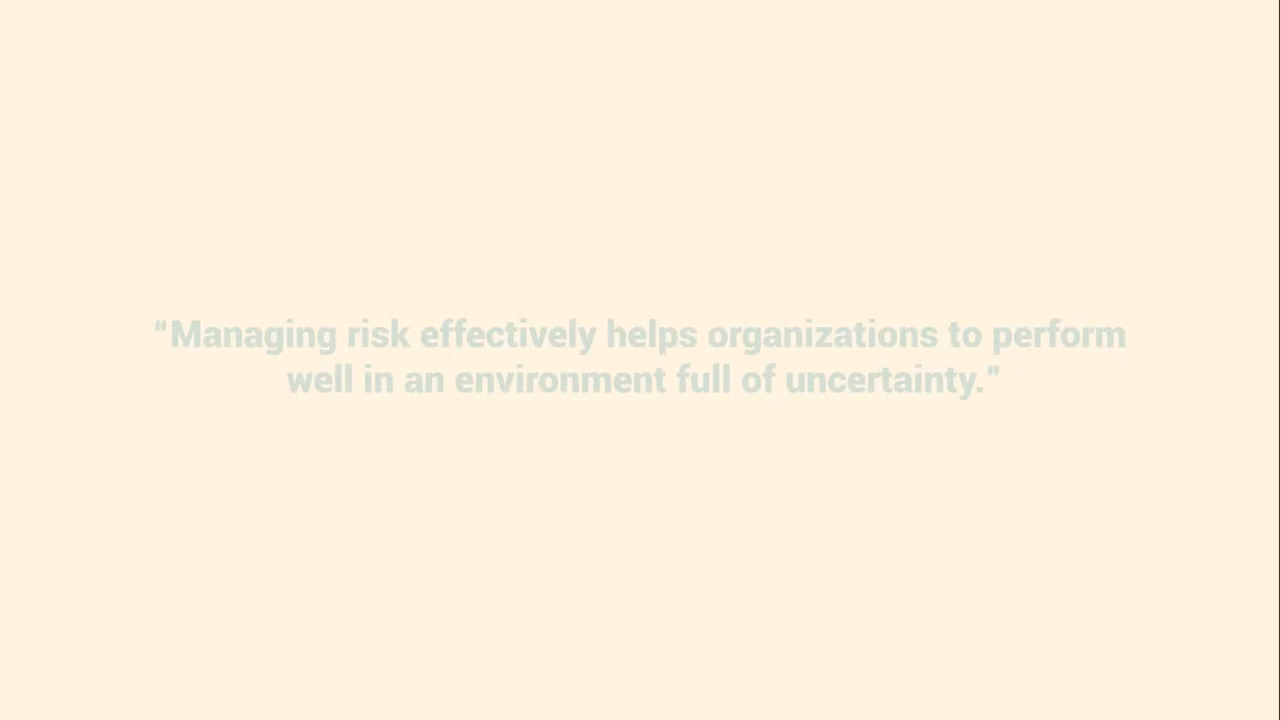 “Managing risk effectively helps organizations to perform
well in an environment full of uncertainty.”